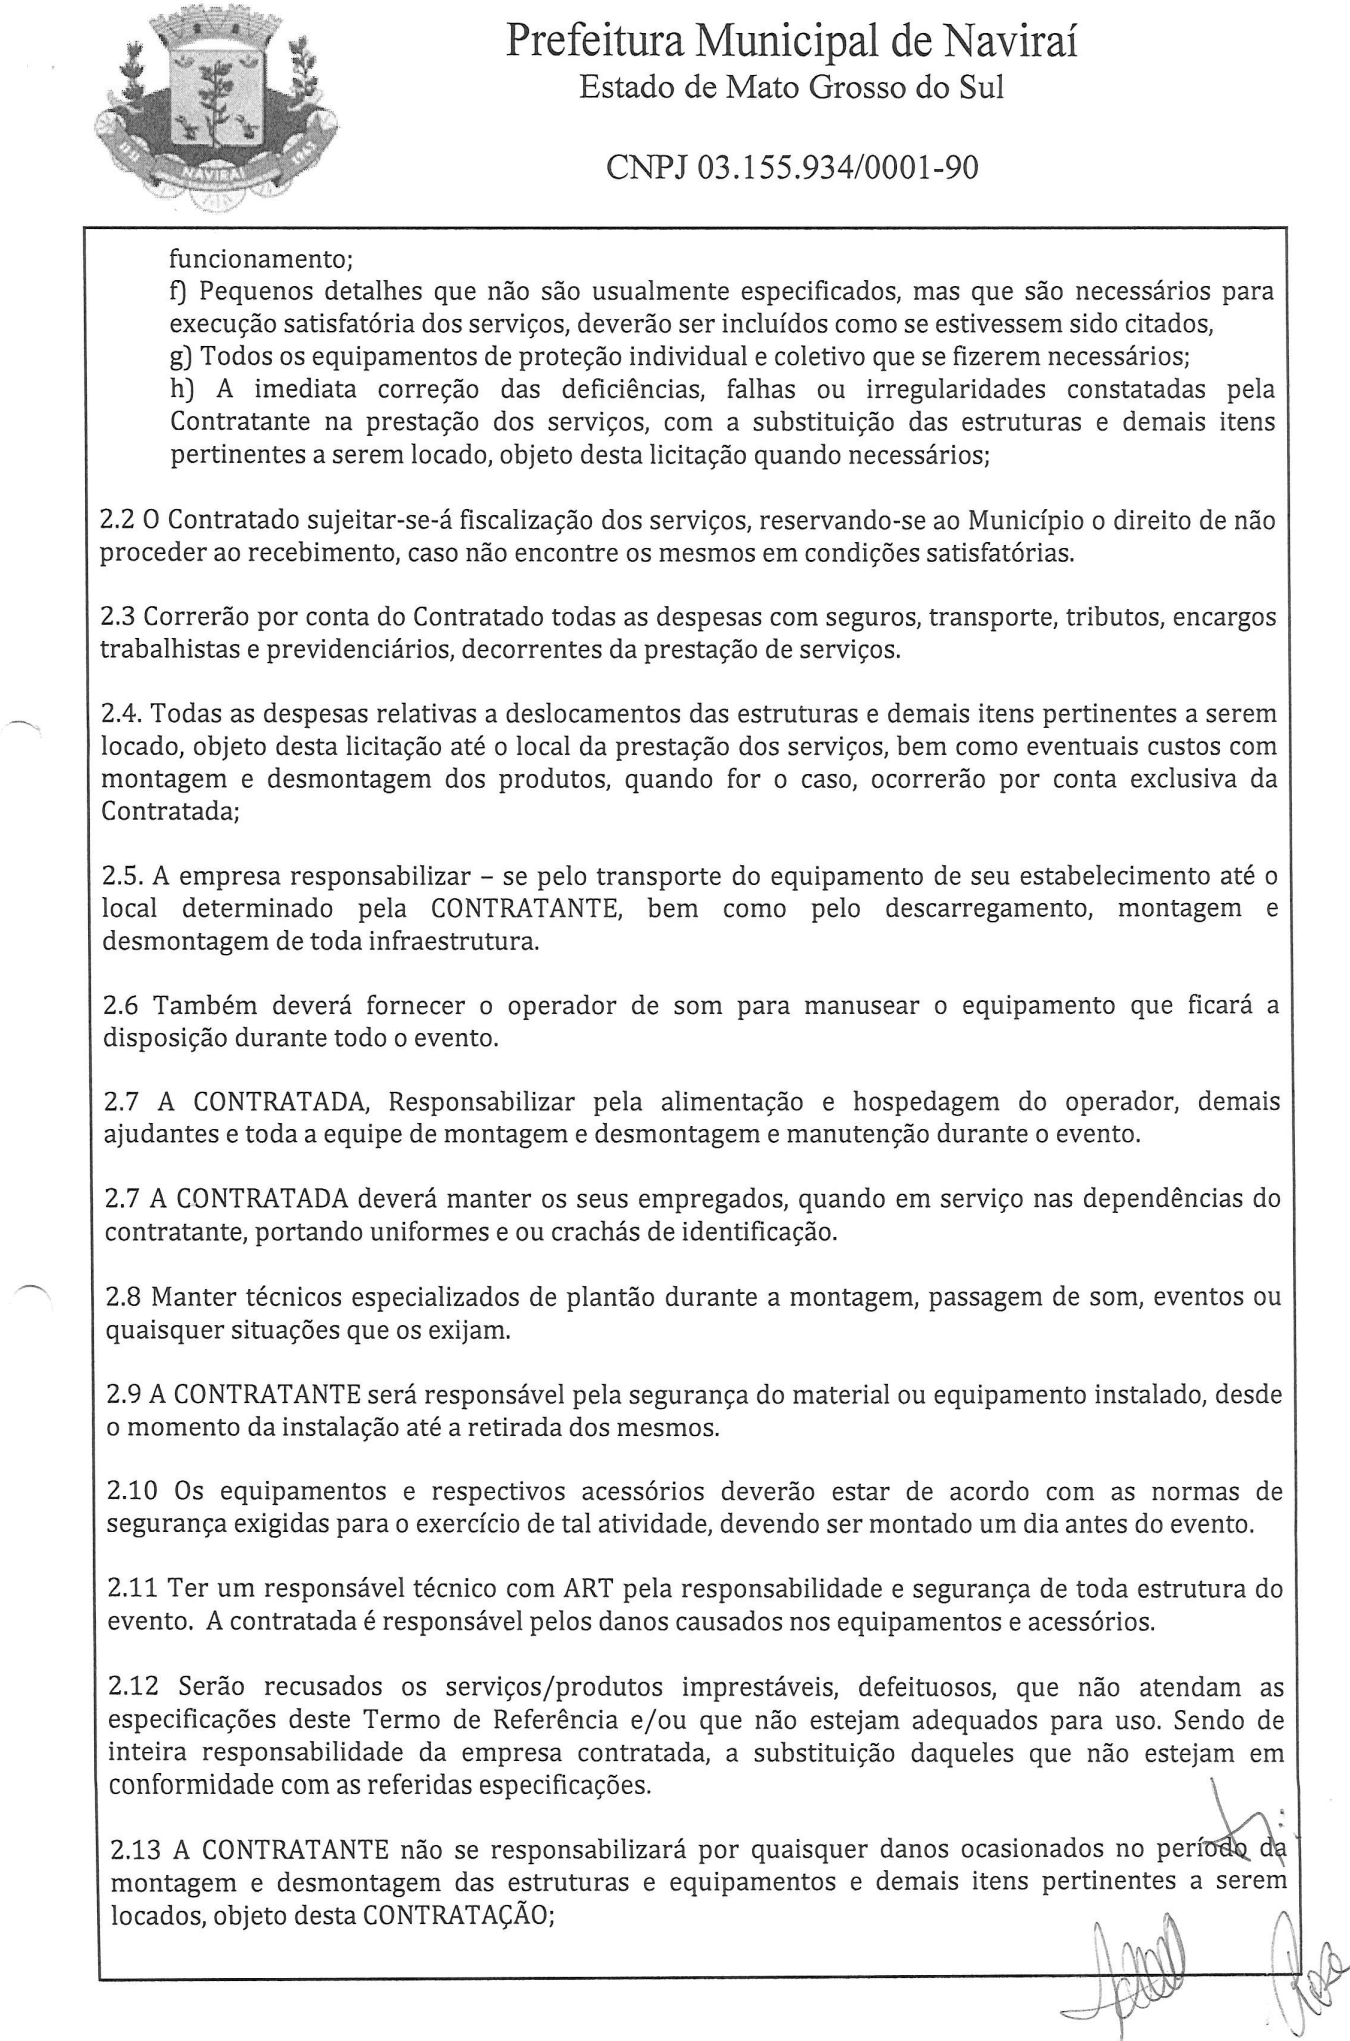 Prefeitura Municipal de Naviraí
Estado de Mato Grosso do Sul
CNPJ 03.155.934/0001-90
NAVIRAÍ
1963
funcionamento;
f) Pequenos detalhes que não são usualmente especificados, mas que são necessários para
execução satisfatória dos serviços, deverão ser incluídos como se estivessem sido citados,
g) Todos os equipamentos de proteção individual e coletivo que se fizerem necessários;
h) A imediata correção das deficiências, falhas ou irregularidades constatadas pela
Contratante na prestação dos serviços, com a substituição das estruturas e demais itens
pertinentes a serem locado, objeto desta licitação quando necessários;
2.2 O Contratado sujeitar-se-á fiscalização dos serviços, reservando-se ao Município o direito de não
proceder ao recebimento, caso não encontre os mesmos em condições satisfatórias.
2.3 Correrão por conta do Contratado todas as despesas com seguros, transporte, tributos, encargos
trabalhistas e previdenciários, decorrentes da prestação de serviços.
2.4. Todas as despesas relativas a deslocamentos das estruturas e demais itens pertinentes a serem
locado, objeto desta licitação até o local da prestação dos serviços, bem como eventuais custos com
montagem e desmontagem dos produtos, quando for o caso, ocorrerão por conta exclusiva da
Contratada;
2.5. A empresa responsabilizar – se pelo transporte do equipamento de seu estabelecimento até o
local determinado pela CONTRATANTE, bem como pelo descarregamento, montagem e
desmontagem de toda infraestrutura.
2.6 Também deverá fornecer o operador de som para manusear o equipamento que ficará a
disposição durante todo o evento.
2.7 A CONTRATADA, Responsabilizar pela alimentação e hospedagem do operador, demais
ajudantes e toda a equipe de montagem e desmontagem e manutenção durante o evento.
2.7 A CONTRATADA deverá manter os seus empregados, quando em serviço nas dependências do
contratante, portando uniformes e ou crachás de identificação.
2.8 Manter técnicos especializados de plantão durante a montagem, passagem de som, eventos ou
quaisquer situações que os exijam.
2.9 A CONTRATANTE será responsável pela segurança do material ou equipamento instalado, desde
o momento da instalação até a retirada dos mesmos.
2.10 Os equipamentos e respectivos acessórios deverão estar de acordo com as normas de
segurança exigidas para o exercício de tal atividade, devendo ser montado um dia antes do evento.
2.11 Ter um responsável técnico com ART pela responsabilidade e segurança de toda estrutura do
evento. A contratada é responsável pelos danos causados nos equipamentos e acessórios.
2.12 Serão recusados os serviços/produtos imprestáveis, defeituosos, que não atendam as
especificações deste Termo de Referência e/ou que não estejam adequados para uso. Sendo de
inteira responsabilidade da empresa contratada, a substituição daqueles que não estejam em
conformidade com as referidas especificações.
2.13 A CONTRATANTE não se responsabilizará por quaisquer danos ocasionados no período da
montagem e desmontagem das estruturas e equipamentos e demais itens pertinentes a serem
locados, objeto desta CONTRATAÇÃO;